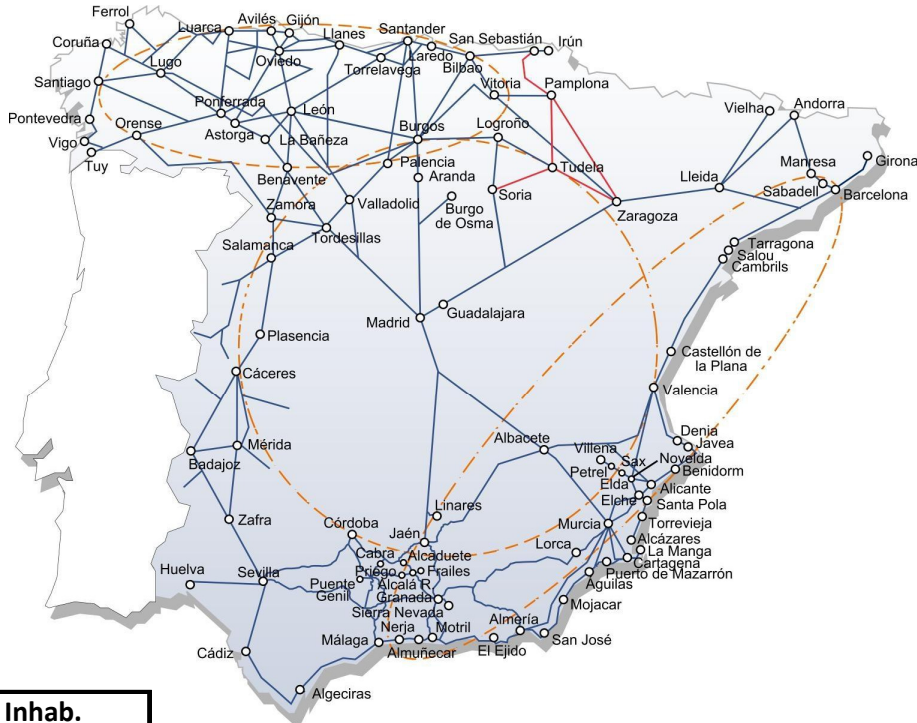 Ferrol
Avilés
Gijón
Luarca
Coruña
Llanes
Santander
San Sebastián
Irún
Lugo
Oviedo
Torrelavega
Laredo
Bilbao
Santiago
Vitoria
Pamplona
Vielha
Andorra
Ponferrada
León
Pontevedra
Orense
Astorga
La Bañeza
Burgos
Logroño
Vigo
Tuy
Benavente
Palencia
Aranda
Tudela
Lleida
Manresa
Girona
Sabadell
Barcelona
Zamora
Valladolid
Burgo
de Osma
Soria
Zaragoza
Salamanca
Tordesillas
Tarragona
Salou
Cambrils
Madrid
Guadalajara
Plasencia
Castellón de
la Plana
Cáceres
Valencia
Mérida
Badajoz
Albacete
Denia
Javea
Villena
Sax
Novelda
Petrel
Elda
Benidorm
Alicante
Elche
Santa Pola
Linares
Zafra
Córdoba
Jaén
Murcia
Torrevieja
Lorca
Alcázares
La Manga
Cartagena
Cabra
Alcaudete
Priego
Frailes
Puerto de Mazarrón
Aguilas
Huelva
Sevilla
Puente
Genil
Alcalá R.
Granada
Sierra Nevada
Mojacar
Nerja
Motril
Almería
Málaga
Almuñecar
El Ejido
San José
Cádiz
Algeciras
Inhab.